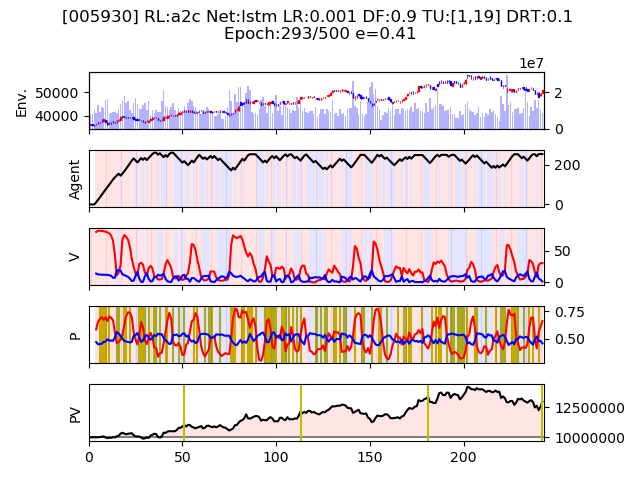 [005930] RL:a2c Net:lstm LR:0.001 DF:0.9 TU:[1,19] DRT:0.1
Epoch:293/500 e=0.41
1e7
Env.
50000
40000
2
0
Agent
200
0
V
50
0
P
0.75
0.50
PV
12500000
10000000
0 50 100 150 200